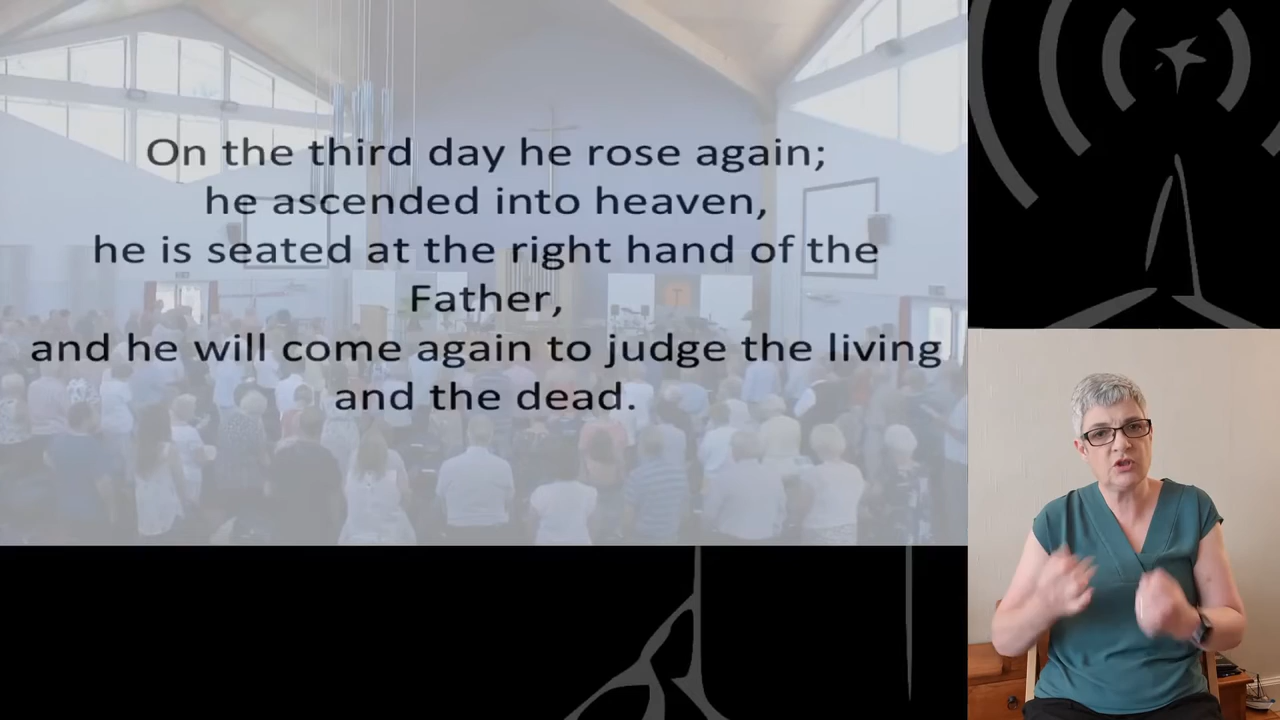 On the third day he rose again;
he ascended into heaven,
he is seated at the right hand of the
Father,
and he will come again to judge the living
and the dead.